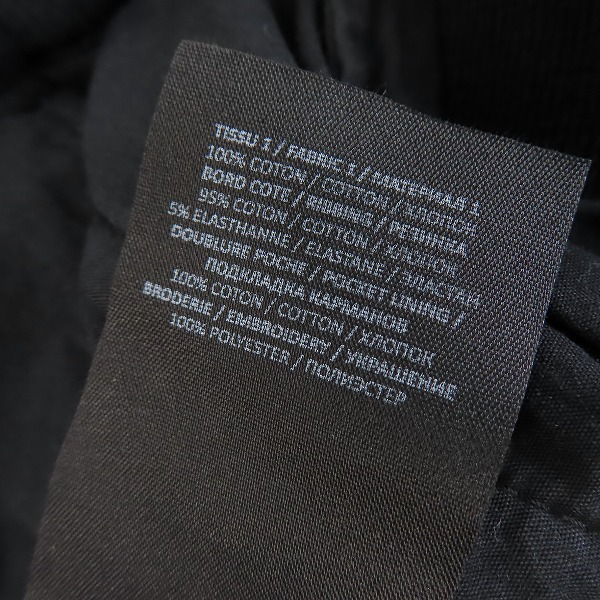 TISSU 1 / FABRIC 1 / МАТЕРИАЛ 1
100% COTON / COTTON / ХЛОПОК
BORD COTE / RIBBING / РЕЗИНКА
95% COTON / COTTON / ХЛОПОК
5% ELASTHANNE / ELASTANE / ЭЛАСТАН
DOUBLURE POCHE / POCKET LINING /
ПОДКЛАДКА КАРМАНОВ
100% COTON / COTTON / ХЛОПОК
BRODERIE / EMBROIDERY / УКРАШЕНИЕ
100% POLYESTER / ПОЛИЭСТЕР